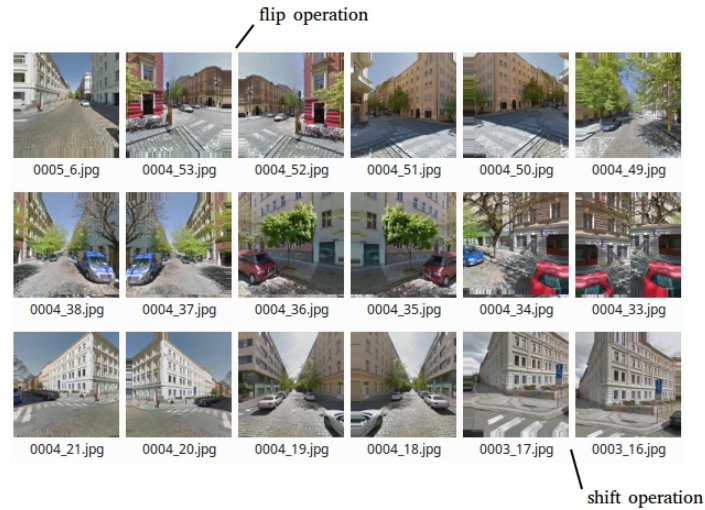 flip operation
0005_6.jpg
0004_53.jpg
0004_52.jpg
0004_51.jpg
0004_50.jpg
0004_49.jpg
0004_38.jpg
0004_37.jpg
0004_36.jpg
0004_35.jpg
0004_34.jpg
0004_33.jpg
0004_21.jpg
0004_20.jpg
0004_19.jpg
0004_18.jpg
0003_17.jpg
0003_16.jpg
shift operation